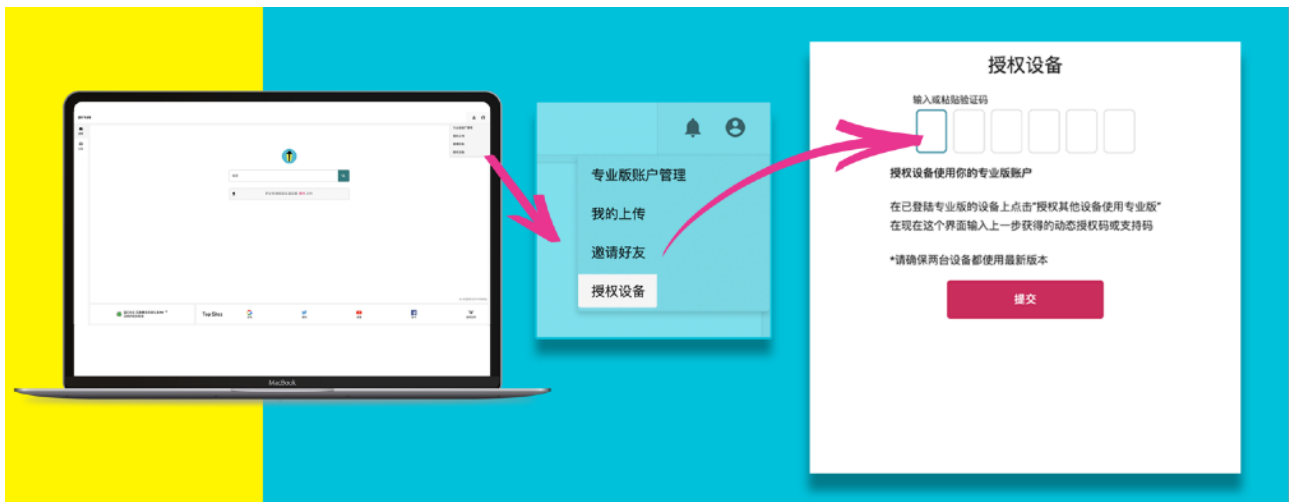 MacBook
Top Sites
专业版账户管理
我的上传
邀请好友
授权设备
授权设备
输入或粘贴验证码
授权设备使用你的专业版账户
在已登陆专业版的设备上点击“授权其他设备使用专业版”
在现在这个界面输入上一步获得的动态授权码或支持码
*请确保两台设备都使用最新版本
提交